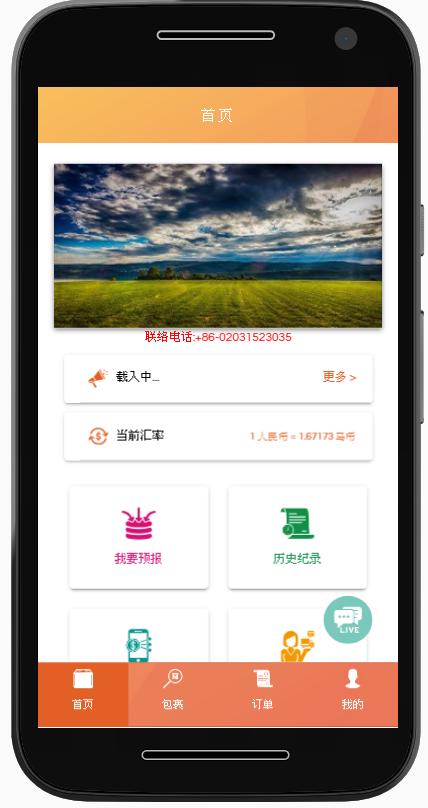 首页
联络电话:+86-02031523035
载入中...
更多 >
当前汇率
1 人民币 = 1.67173 马币
我要预报
历史纪录
LIVE
首页
包裹
订单
我的